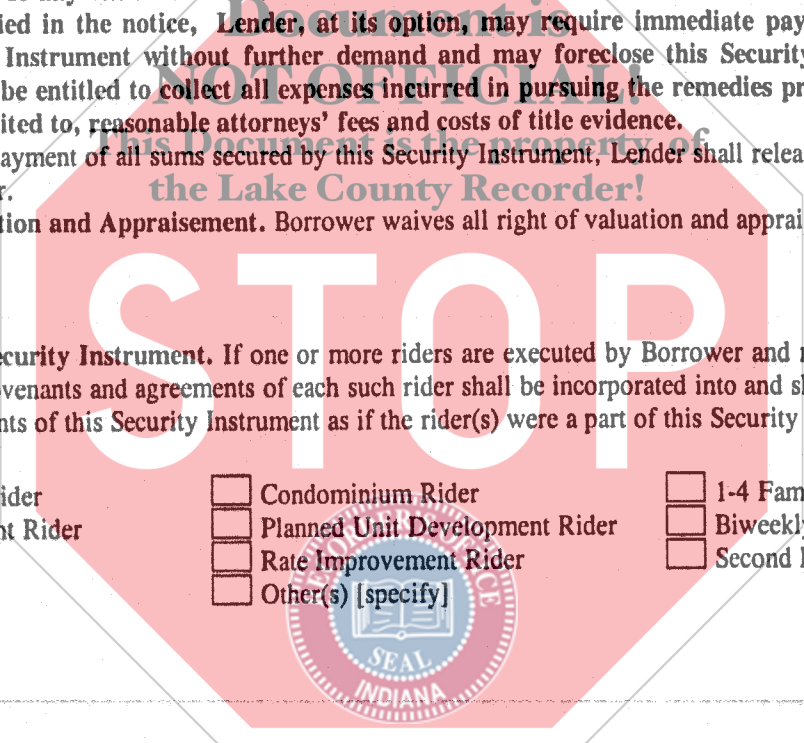 Document is
ied in the notice, Lender, at its option, may require immediate pay
Instrument without further demand and may foreclose this Security
NOT OFFICIAL!
be entitled to collect all expenses incurred in pursuing the remedies pr
ited to, reasonable attorneys' fees and costs of title evidence.
This Document is the property of
ayment of all sums secured by this Security Instrument, Lender shall relea
r.
the Lake County Recorder!
tion and Appraisement. Borrower waives all right of valuation and apprai
STOP
ecurity Instrument. If one or more riders are executed by Borrower and r
venants and agreements of each such rider shall be incorporated into and sh
nts of this Security Instrument as if the rider(s) were a part of this Security
ider
Condominium Rider
1-4 Fam
nt Rider
Planned Unit Development Rider
Biweekly
Rate Improvement Rider
Second
Other(s) [specify]
RECORDER'S OFFICE
SEAL
INDIANA